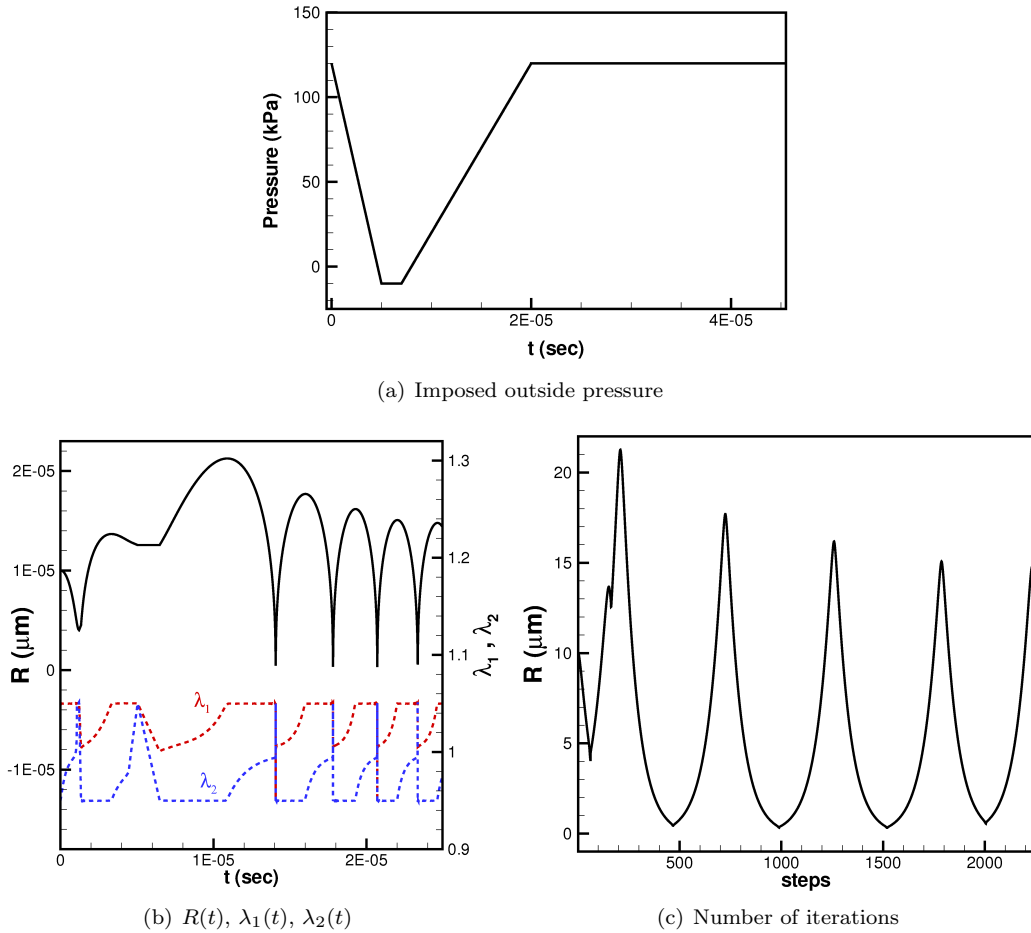 150
100
50
0
Pressure (kPa)
0
2E-05
4E-05
t (sec)
(a) Imposed outside pressure
2E-05
1E-05
0
-1E-05
R (μm)
1.3
1.2
1.1
1
0.9
λ1 , λ2
λ1
λ2
0
1E-05
2E-05
t (sec)
(b) R(t), λ1(t), λ2(t)
20
15
10
5
0
R (μm)
500
1000
1500
2000
steps
(c) Number of iterations